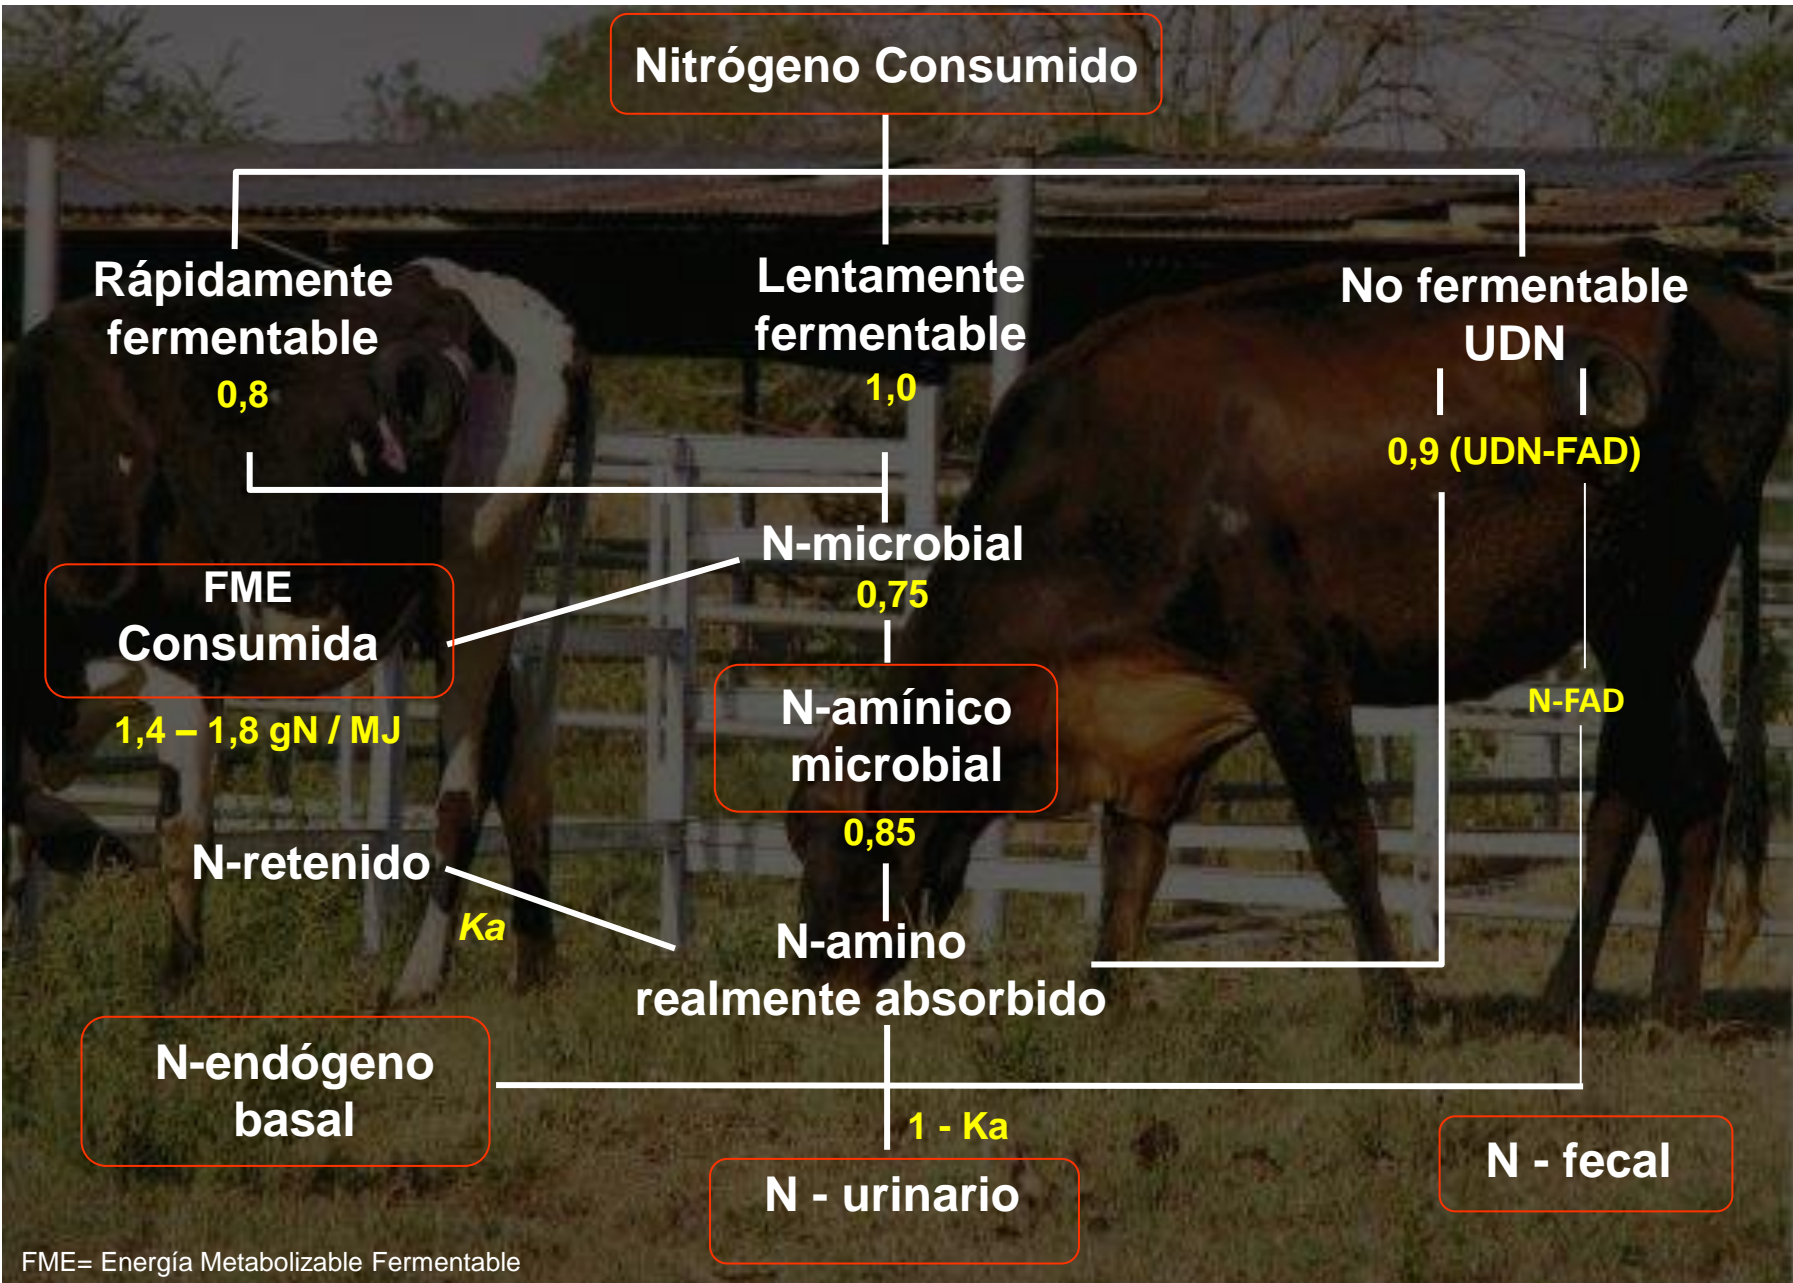 Nitrógeno Consumido
Rápidamente
fermentable
0,8
Lentamente
fermentable
1,0
No fermentable
UDN
0,9 (UDN-FAD)
N-microbial
0,75
FME
Consumida
1,4 – 1,8 gN / MJ
N-amínico
microbial
0,85
N-FAD
N-retenido
Ka
N-amino
realmente absorbido
N-endógeno
basal
1 - Ka
N - urinario
N - fecal
FME= Energía Metabolizable Fermentable